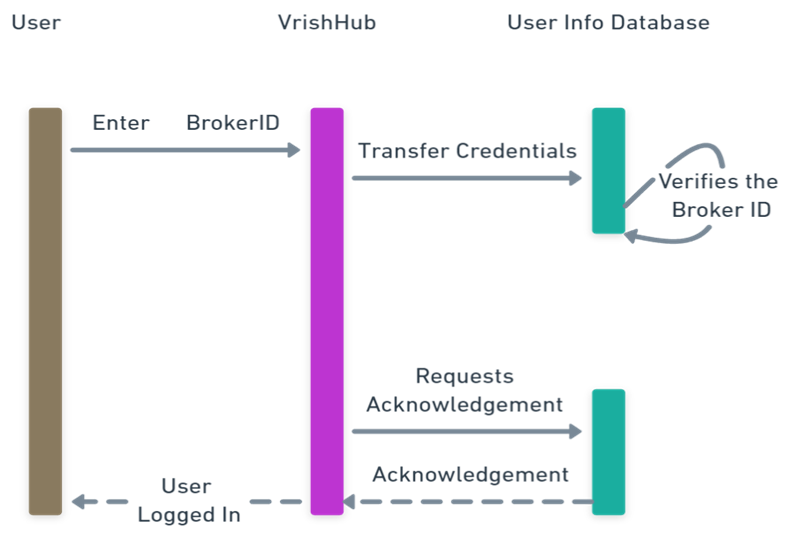 User
VrishHub
User Info Database
Enter BrokerID
Transfer Credentials
Verifies the
Broker ID
Requests
Acknowledgement
Acknowledgement
User
Logged In